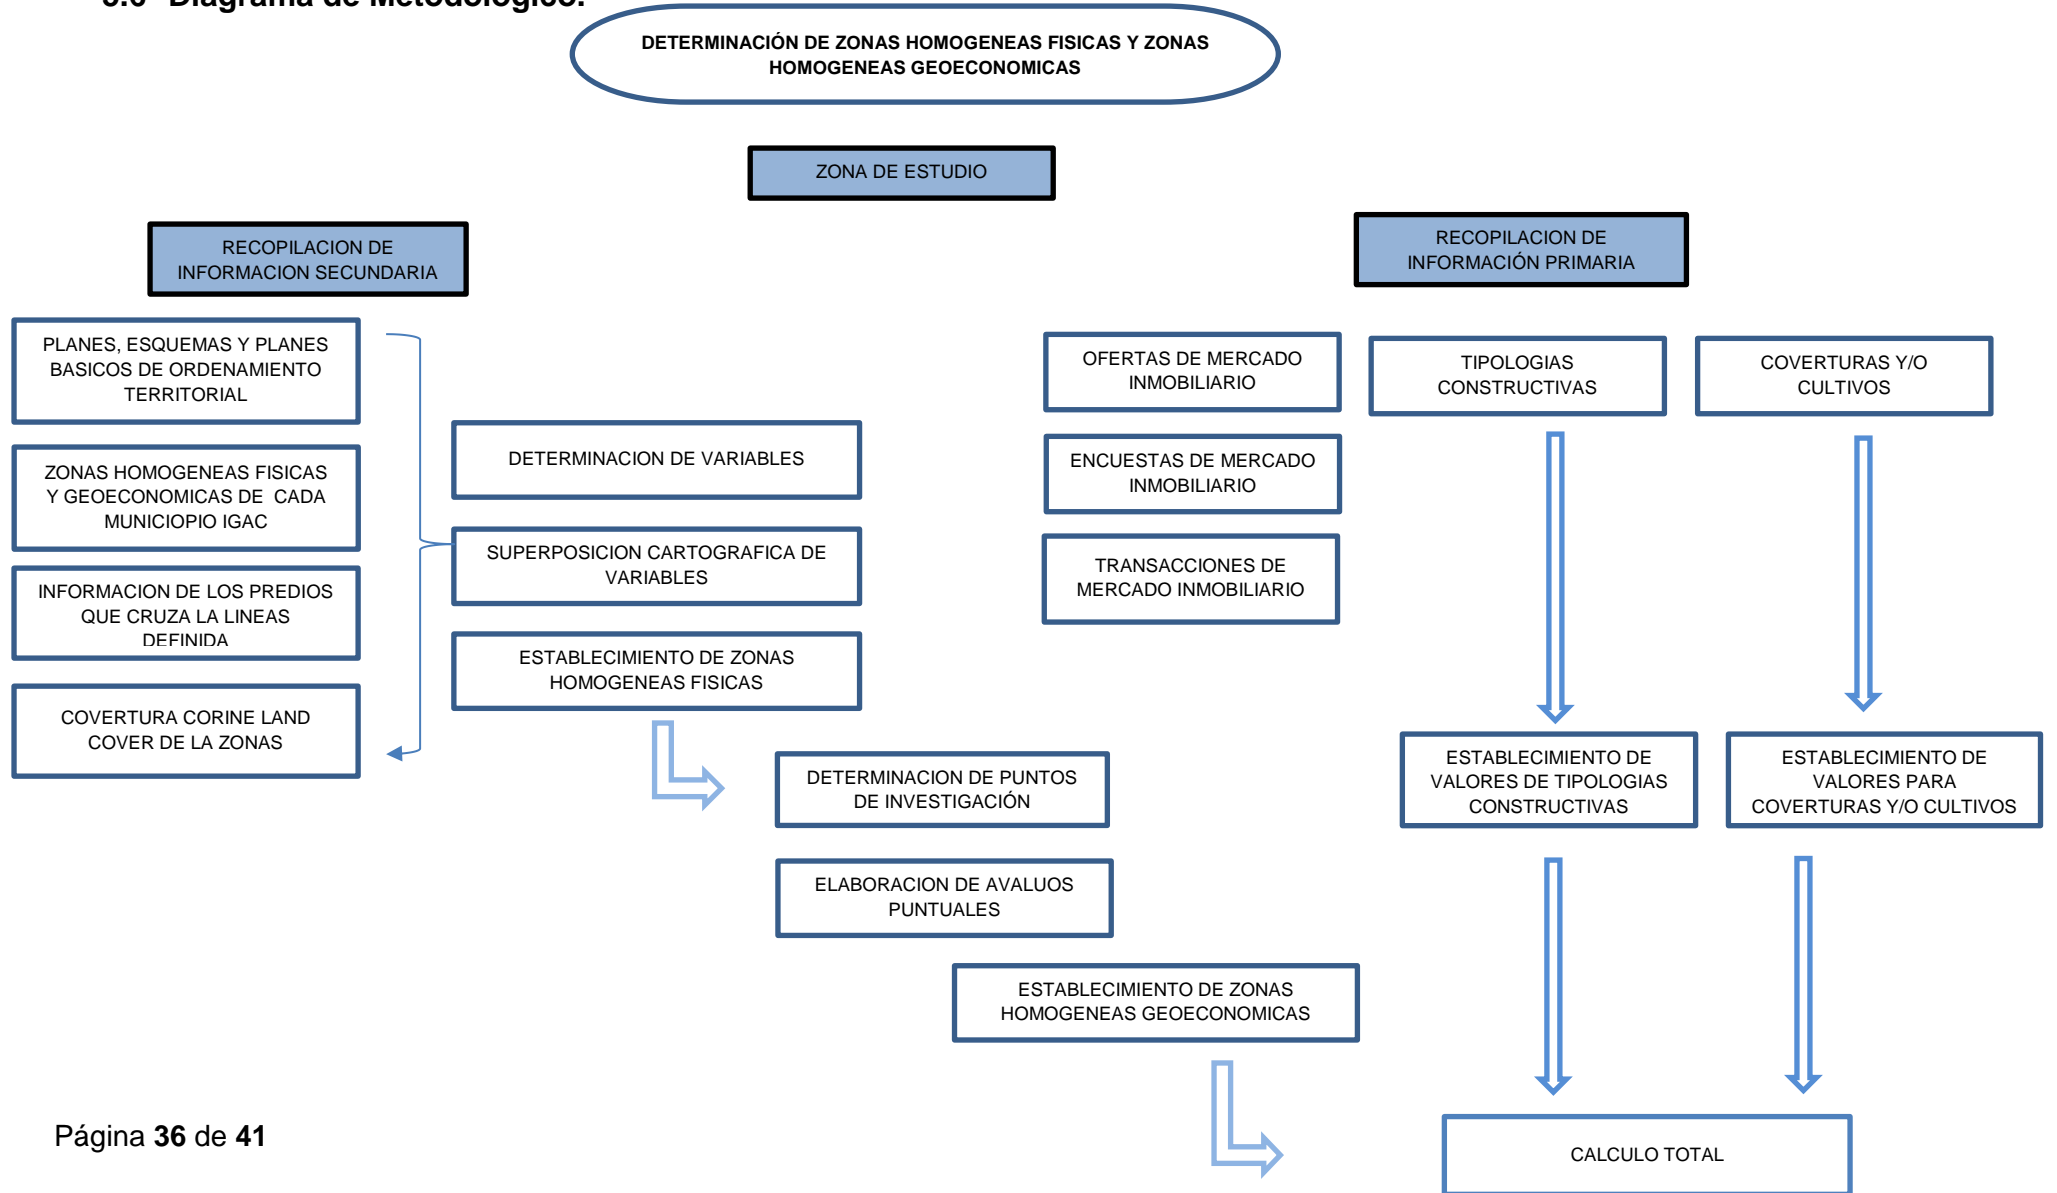 5.6 Diagrama de Metodológico.
DETERMINACIÓN DE ZONAS HOMOGENEAS FISICAS Y ZONAS
HOMOGENEAS GEOECONOMICAS
ZONA DE ESTUDIO
RECOPILACION DE
INFORMACION SECUNDARIA
RECOPILACION DE
INFORMACIÓN PRIMARIA
PLANES, ESQUEMAS Y PLANES
BASICOS DE ORDENAMIENTO
TERRITORIAL
ZONAS HOMOGENEAS FISICAS
Y GEOECONOMICAS DE CADA
MUNICIOPIO IGAC
INFORMACION DE LOS PREDIOS
QUE CRUZA LA LINEAS
DEFINIDA
COVERTURA CORINE LAND
COVER DE LA ZONAS
DETERMINACION DE VARIABLES
SUPERPOSICION CARTOGRAFICA DE
VARIABLES
ESTABLECIMIENTO DE ZONAS
HOMOGENEAS FISICAS
OFERTAS DE MERCADO
INMOBILIARIO
ENCUESTAS DE MERCADO
INMOBILIARIO
TRANSACCIONES DE
MERCADO INMOBILIARIO
TIPOLOGIAS
CONSTRUCTIVAS
COVERTURAS Y/O
CULTIVOS
DETERMINACION DE PUNTOS
DE INVESTIGACIÓN
ELABORACION DE AVALUOS
PUNTUALES
ESTABLECIMIENTO DE ZONAS
HOMOGENEAS GEOECONOMICAS
ESTABLECIMIENTO DE
VALORES DE TIPOLOGIAS
CONSTRUCTIVAS
ESTABLECIMIENTO DE
VALORES PARA
COVERTURAS Y/O CULTIVOS
CALCULO TOTAL
Página 36 de 41